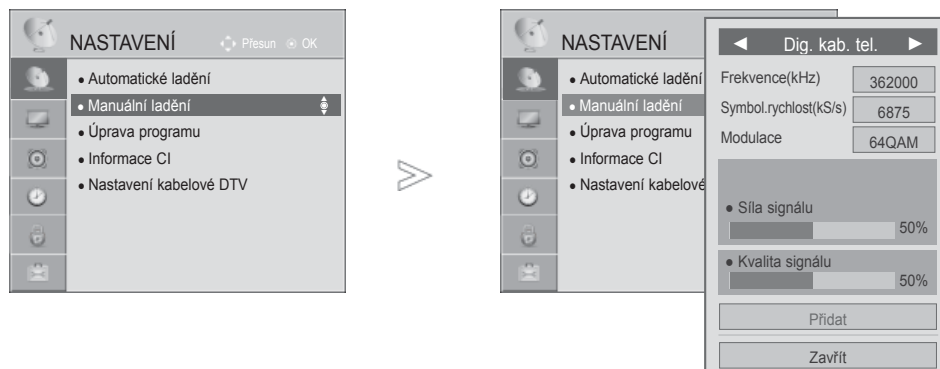 NASTAVENÍ
Přesun
OK
Automatické ladění
Manuální ladění
Úprava programu
Informace CI
Nastavení kabelové DTV
NASTAVENÍ
Automatické ladění
Manuální ladění
Úprava programu
Informace CI
Nastavení kabelové
Dig. kab. tel.
Frekvence(kHz) 362000
Symbol.rychlost(kS/s) 6875
Modulace 64QAM
Síla signálu
50%
Kvalita signálu
50%
Přidat
Zavřít